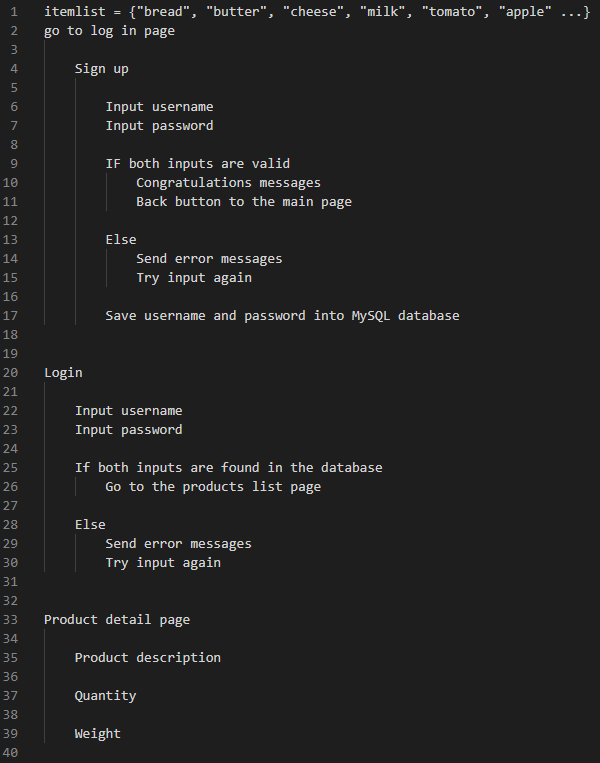 1 itemlist = {"bread", "butter", "cheese", "milk", "tomato", "apple" ...}
2 go to log in page
3
4 Sign up
5
6 Input username
7 Input password
8
9 IF both inputs are valid
10 Congratulations messages
11 Back button to the main page
12
13 Else
14 Send error messages
15 Try input again
16
17 Save username and password into MySQL database
18
19
20 Login
21
22 Input username
23 Input password
24
25 If both inputs are found in the database
26 Go to the products list page
27
28 Else
29 Send error messages
30 Try input again
31
32
33 Product detail page
34
35 Product description
36
37 Quantity
38
39 Weight
40